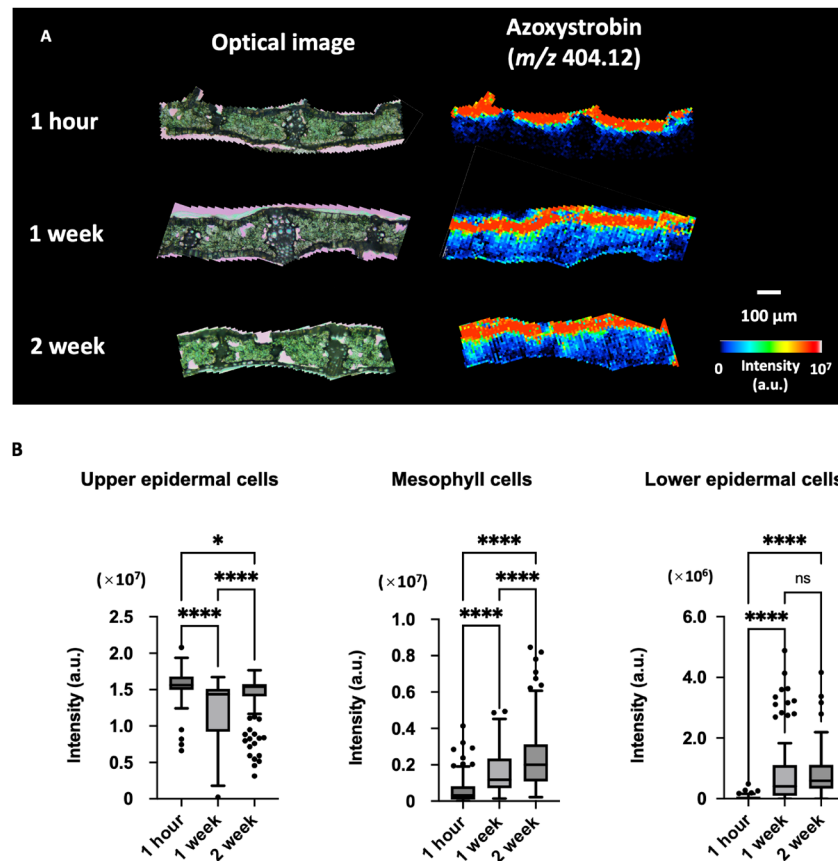 A
Optical image
Azoxystrobin
(m/z 404.12)
1 hour
1 week
2 week
100 μm
0 Intensity 10⁷
(a.u.)
B
Upper epidermal cells
*
(×10⁷)
****
****
2.5
2.0
1.5
1.0
0.5
0
Intensity (a.u.)
1 hour
1 week
2 week
Mesophyll cells
****
(×10⁷)
****
****
1.0
0.8
0.6
0.4
0.2
0
Intensity (a.u.)
1 hour
1 week
2 week
Lower epidermal cells
****
(×10⁶)
ns
****
6.0
4.0
2.0
0
Intensity (a.u.)
1 hour
1 week
2 week